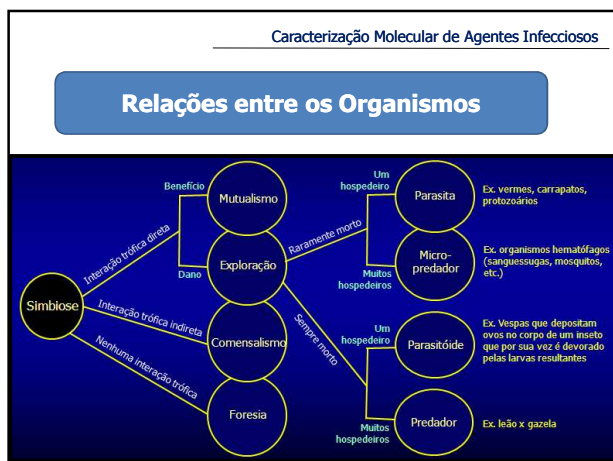 Caracterização Molecular de Agentes Infecciosos
Relações entre os Organismos
Simbiose
Interação trófica direta
Interação trófica indireta
Nenhuma interação trófica
Benefício
Dano
Mutualismo
Exploração
Comensalismo
Foresia
Raramente morto
Sempre morto
Um
hospedeiro
Parasita
Ex. vermes, carrapatos,
protozoários
Muitos
hospedeiros
Micro-
predador
Ex. organismos hematófagos
(sanguessugas, mosquitos,
etc.)
Um
hospedeiro
Parasitóide
Ex. Vespas que depositam
ovos no corpo de um inseto
que por sua vez é devorado
pelas larvas resultantes
Muitos
hospedeiros
Predador
Ex. leão x gazela